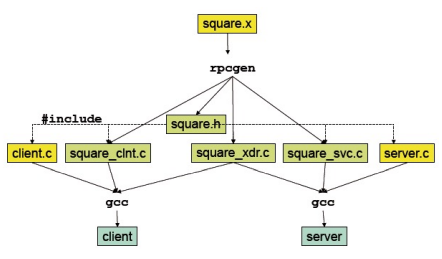 square.x
rpcgen
#include
square.h
client.c square_clnt.c square_xdr.c square_svc.c server.c
gcc gcc
client server